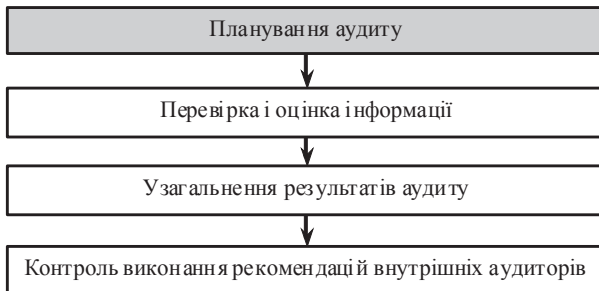 Планування аудиту
Перевірка і оцінка інформації
Узагальнення результатів аудиту
Контроль виконання рекомендацій внутрішніх аудиторів